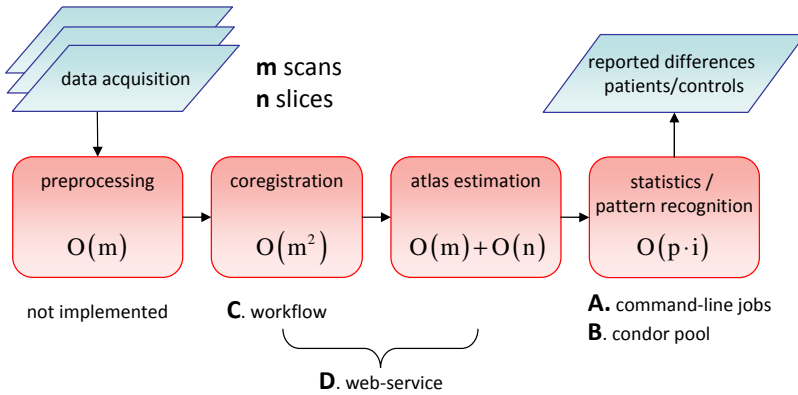 data acquisition
m scans
n slices
reported differences
patients/controls
preprocessing
O(m)
coregistration
O(m²)
atlas estimation
O(m)+O(n)
statistics /
pattern recognition
O(p·i)
not implemented
C. workflow
A. command-line jobs
B. condor pool
D. web-service